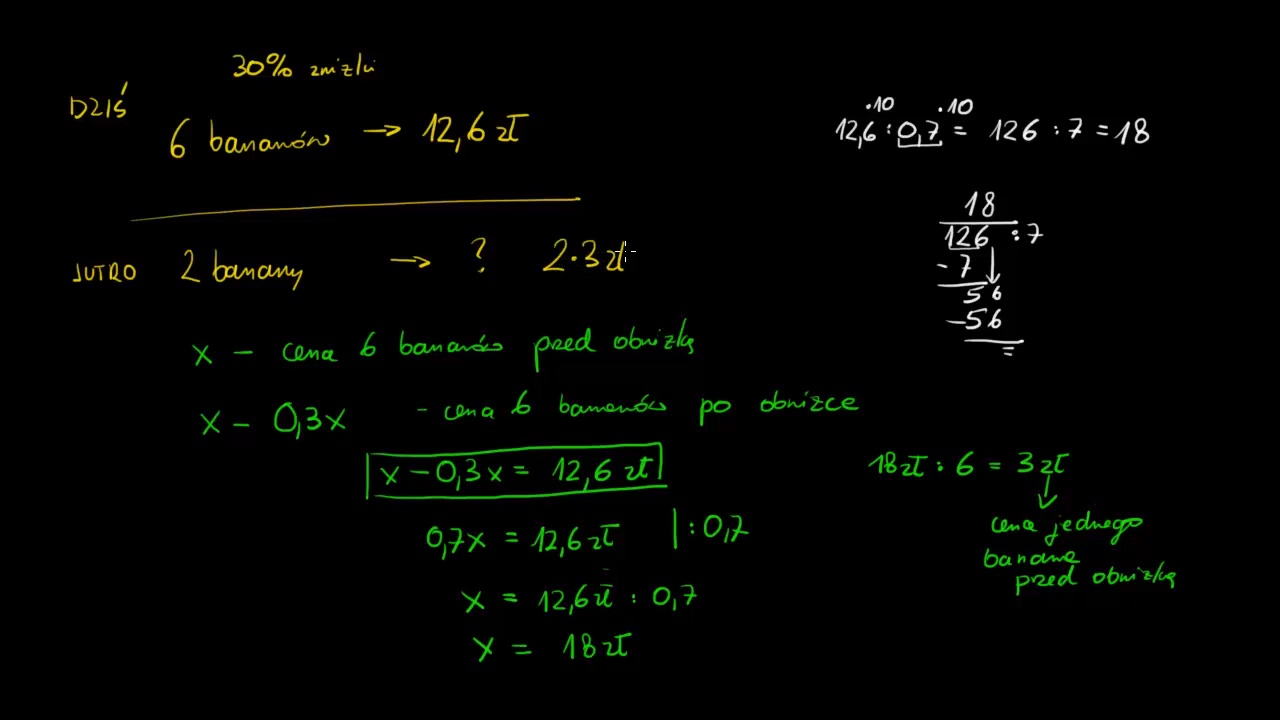 30% zniżki
DZIŚ
6 bananów → 12,6 zł
JUTRO 2 banany → ? 2·3 zł
x – cena 6 bananów przed obniżką
x – 0,3x – cena 6 bananów po obniżce
x – 0,3x = 12,6 zł
0,7x = 12,6 zł |: 0,7
x = 12,6 zł : 0,7
x = 18 zł
·10 ·10
12,6 : 0,7 = 126 : 7 = 18
18
126 : 7
- 7
56
- 56
=
18 zł : 6 = 3 zł
cena jednego
banana
przed obniżką